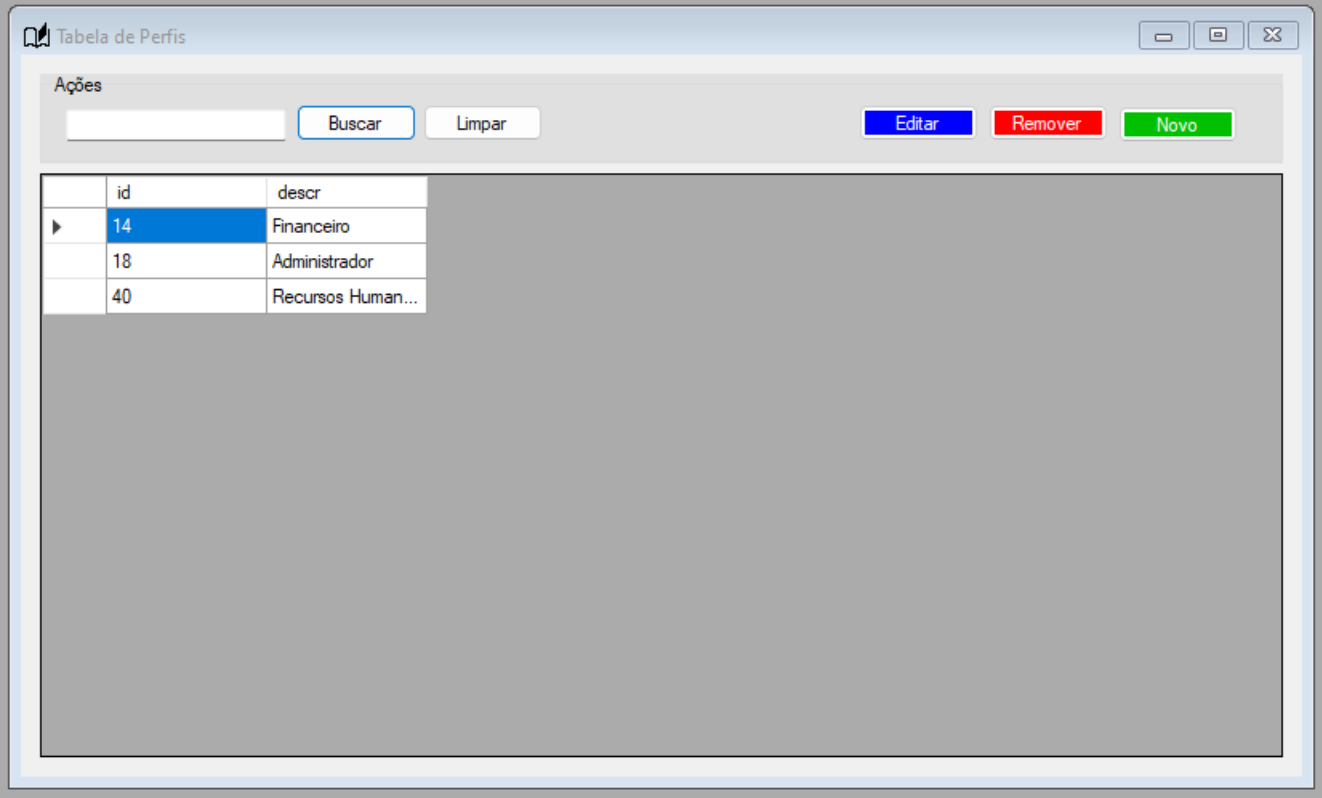 Tabela de Perfis
Ações
Buscar Limpar Editar Remover Novo
id descr
14 Financeiro
18 Administrador
40 Recursos Human...